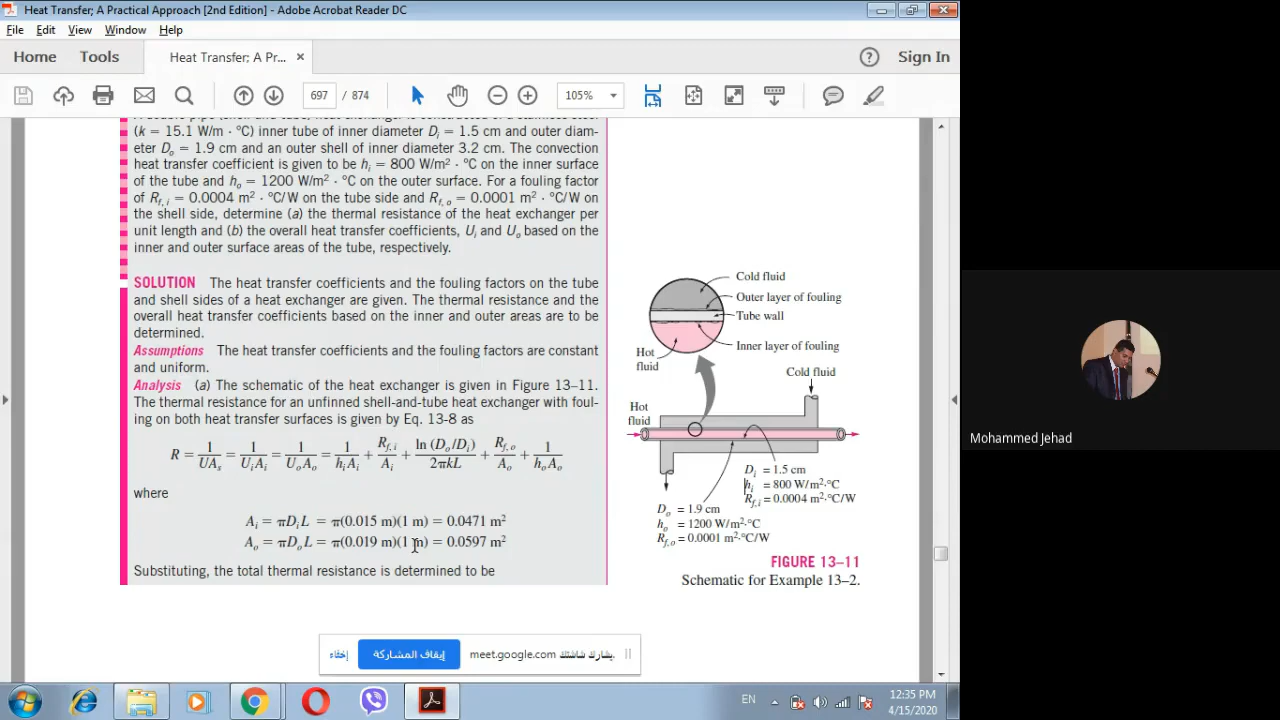 Heat Transfer; A Practical Approach [2nd Edition] - Adobe Acrobat Reader DC
File Edit View Window Help
Home Tools Heat Transfer; A Pr... × Sign In
697 / 874 105%
(k = 15.1 W/m · °C) inner tube of inner diameter Di = 1.5 cm and outer diam-
eter Do = 1.9 cm and an outer shell of inner diameter 3.2 cm. The convection
heat transfer coefficient is given to be hi = 800 W/m² · °C on the inner surface
of the tube and ho = 1200 W/m² · °C on the outer surface. For a fouling factor
of Rf, i = 0.0004 m² · °C/W on the tube side and Rf, o = 0.0001 m² · °C/W on
the shell side, determine (a) the thermal resistance of the heat exchanger per
unit length and (b) the overall heat transfer coefficients, Ui and Uo based on the
inner and outer surface areas of the tube, respectively.
SOLUTION The heat transfer coefficients and the fouling factors on the tube
and shell sides of a heat exchanger are given. The thermal resistance and the
overall heat transfer coefficients based on the inner and outer areas are to be
determined.
Assumptions The heat transfer coefficients and the fouling factors are constant
and uniform.
Analysis (a) The schematic of the heat exchanger is given in Figure 13–11.
The thermal resistance for an unfinned shell-and-tube heat exchanger with foul-
ing on both heat transfer surfaces is given by Eq. 13-8 as
R = 1/UAs = 1/UiAi = 1/UoAo = 1/hiAi + Rf, i/Ai + ln (Do/Di)/2πkL + Rf, o/Ao + 1/hoAo
where
Ai = πDiL = π(0.015 m)(1 m) = 0.0471 m²
Ao = πDoL = π(0.019 m)(1 m) = 0.0597 m²
Substituting, the total thermal resistance is determined to be
Cold fluid
Outer layer of fouling
Tube wall
Inner layer of fouling
Hot
fluid
Cold fluid
Hot
fluid
Di = 1.5 cm
hi = 800 W/m²·°C
Rf, i = 0.0004 m²·°C/W
Do = 1.9 cm
ho = 1200 W/m²·°C
Rf, o = 0.0001 m²·°C/W
FIGURE 13–11
Schematic for Example 13–2.
Mohammed Jehad
يشارك شاشتك meet.google.com.
إيقاف المشاركة
إخفاء
EN
12:35 PM
4/15/2020